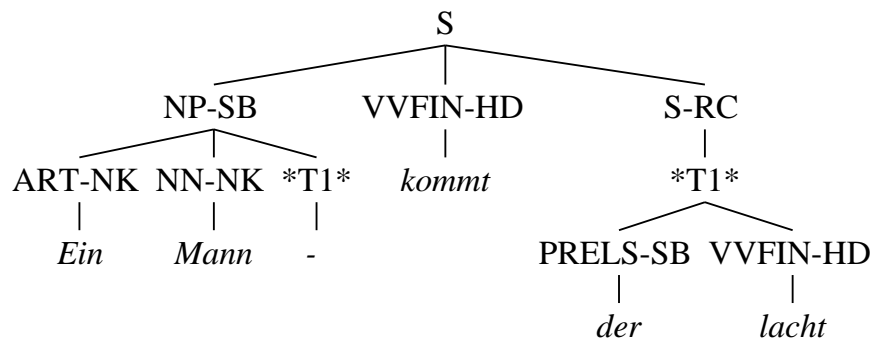 S
NP-SB VVFIN-HD S-RC
ART-NK NN-NK *T1* kommt *T1*
Ein Mann - PRELS-SB VVFIN-HD
der lacht